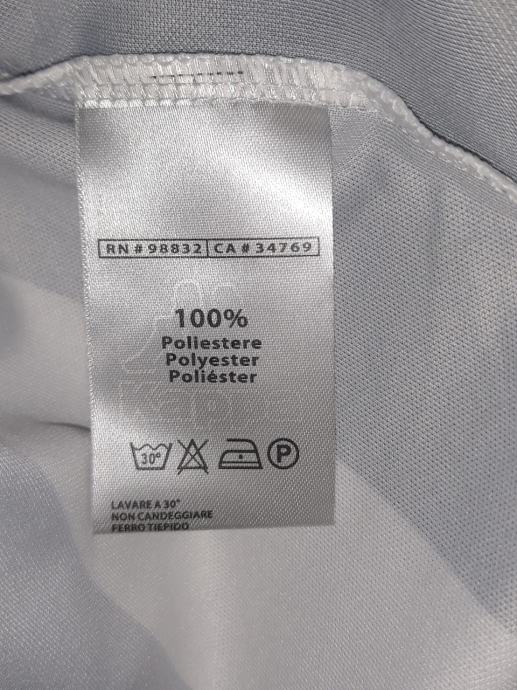 RN # 98832 CA # 34769
100%
Poliestere
Polyester
Poliéster
30° P
LAVARE A 30°
NON CANDEGGIARE
FERRO TIEPIDO